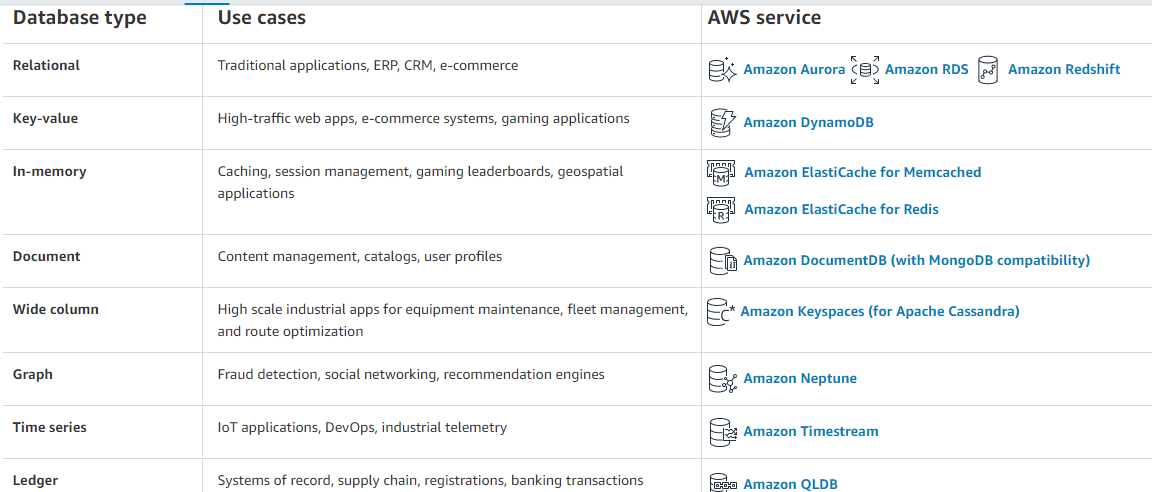 Database type Use cases AWS service
Relational Traditional applications, ERP, CRM, e-commerce Amazon Aurora Amazon RDS Amazon Redshift
Key-value High-traffic web apps, e-commerce systems, gaming applications Amazon DynamoDB
In-memory Caching, session management, gaming leaderboards, geospatial M Amazon ElastiCache for Memcached
applications
R Amazon ElastiCache for Redis
Document Content management, catalogs, user profiles Amazon DocumentDB (with MongoDB compatibility)
Wide column High scale industrial apps for equipment maintenance, fleet management, C* Amazon Keyspaces (for Apache Cassandra)
and route optimization
Graph Fraud detection, social networking, recommendation engines Amazon Neptune
Time series IoT applications, DevOps, industrial telemetry Amazon Timestream
Ledger Systems of record, supply chain, registrations, banking transactions Amazon QLDB